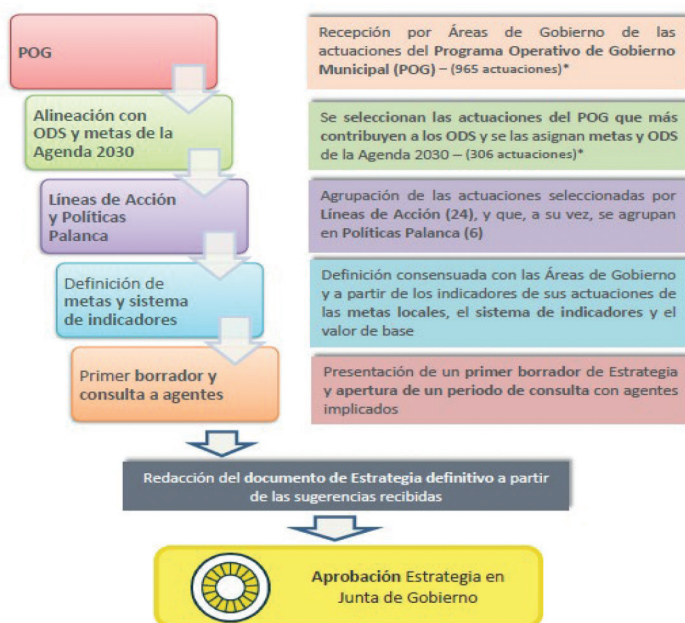 POG
Recepción por Áreas de Gobierno de las
actuaciones del Programa Operativo de Gobierno
Municipal (POG) – (965 actuaciones)*
Alineación con
ODS y metas de la
Agenda 2030
Se seleccionan las actuaciones del POG que más
contribuyen a los ODS y se las asignan metas y ODS
de la Agenda 2030 – (306 actuaciones)*
Líneas de Acción
y Políticas
Palanca
Agrupación de las actuaciones seleccionadas por
Líneas de Acción (24), y que, a su vez, se agrupan
en Políticas Palanca (6)
Definición de
metas y sistema
de indicadores
Definición consensuada con las Áreas de Gobierno
y a partir de los indicadores de sus actuaciones de
las metas locales, el sistema de indicadores y el
valor de base
Primer borrador y
consulta a agentes
Presentación de un primer borrador de Estrategia
y apertura de un periodo de consulta con agentes
implicados
Redacción del documento de Estrategia definitivo a partir
de las sugerencias recibidas
Aprobación Estrategia en
Junta de Gobierno